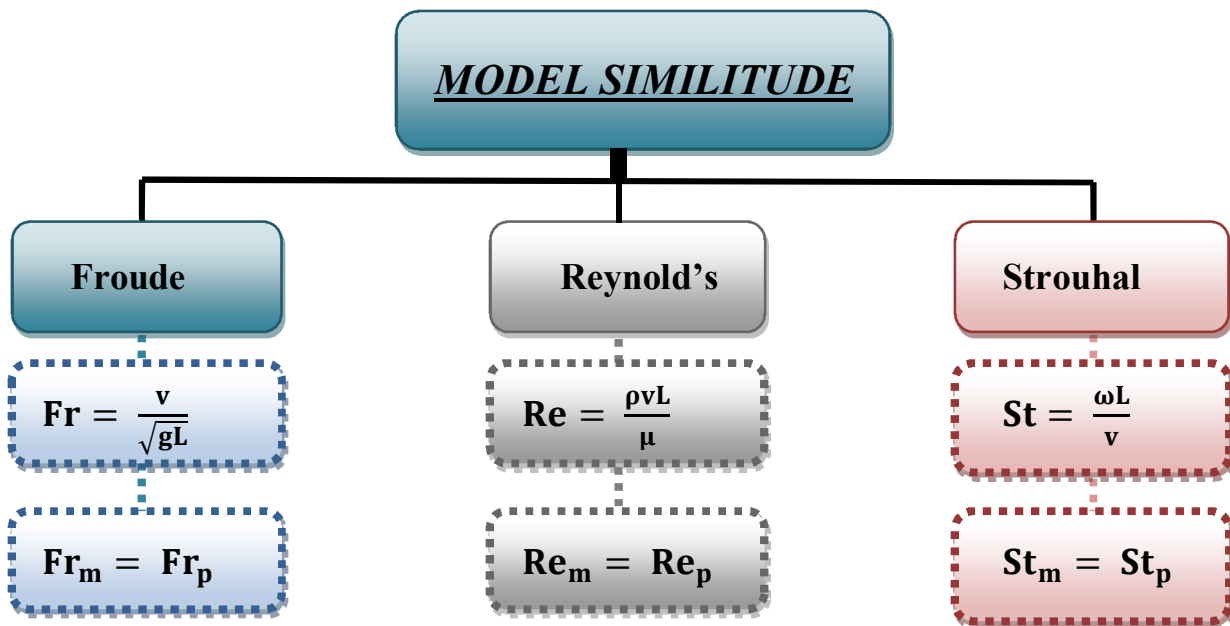 MODEL SIMILITUDE
Froude
Reynold’s
Strouhal
Fr = v / √gL
Re = ρvL / μ
St = ωL / v
Fr_m = Fr_p
Re_m = Re_p
St_m = St_p